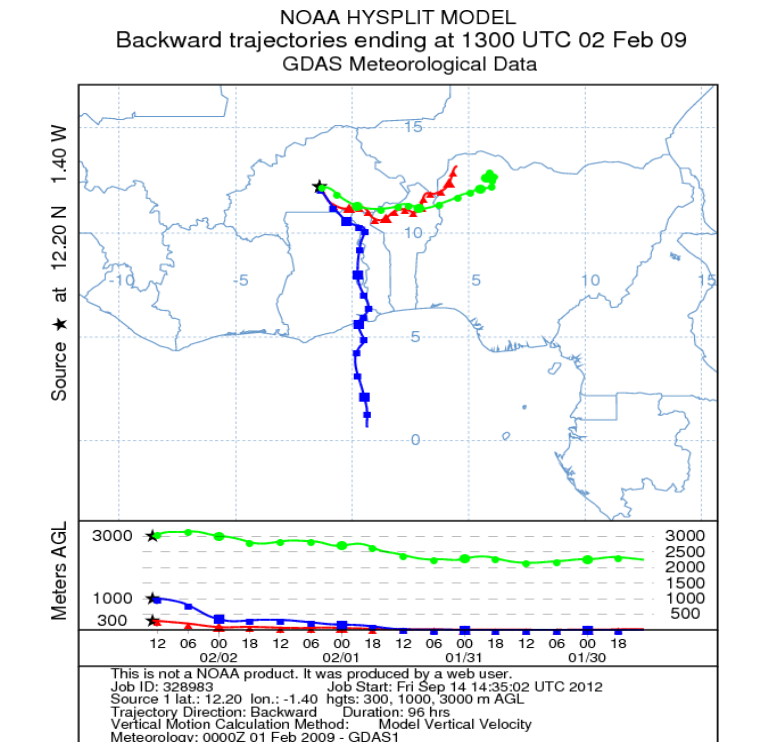 NOAA HYSPLIT MODEL
Backward trajectories ending at 1300 UTC 02 Feb 09
GDAS Meteorological Data
Source ★ at 12.20 N 1.40 W
15
10
-10 -5 5 10 15
5
0
Meters AGL
3000 3000
2500
2000
1500
1000 1000
500
300
12 06 00 18 12 06 00 18 12 06 00 18 12 06 00 18
02/02 02/01 01/31 01/30
This is not a NOAA product. It was produced by a web user.
Job ID: 328983 Job Start: Fri Sep 14 14:35:02 UTC 2012
Source 1 lat.: 12.20 lon.: -1.40 hgts: 300, 1000, 3000 m AGL
Trajectory Direction: Backward Duration: 96 hrs
Vertical Motion Calculation Method: Model Vertical Velocity
Meteorology: 0000Z 01 Feb 2009 - GDAS1